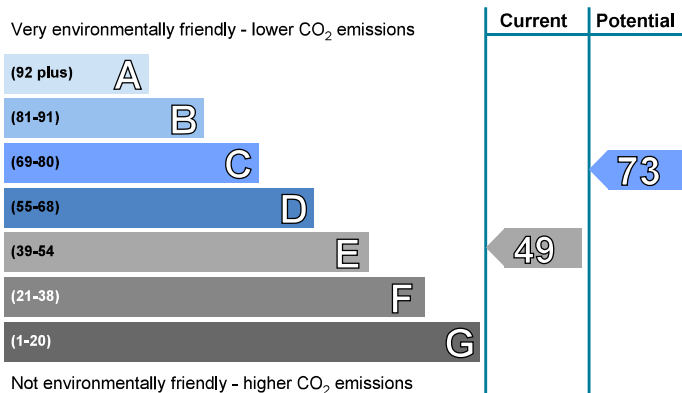 Very environmentally friendly - lower CO2 emissions
Current
Potential
(92 plus) A
(81-91) B
(69-80) C
73
(55-68) D
(39-54 E
49
(21-38) F
(1-20) G
Not environmentally friendly - higher CO2 emissions